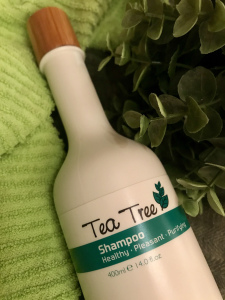 Tea Tree
Shampoo
Healthy · Pleasant · Purifying
400ml e 14.0 fl oz